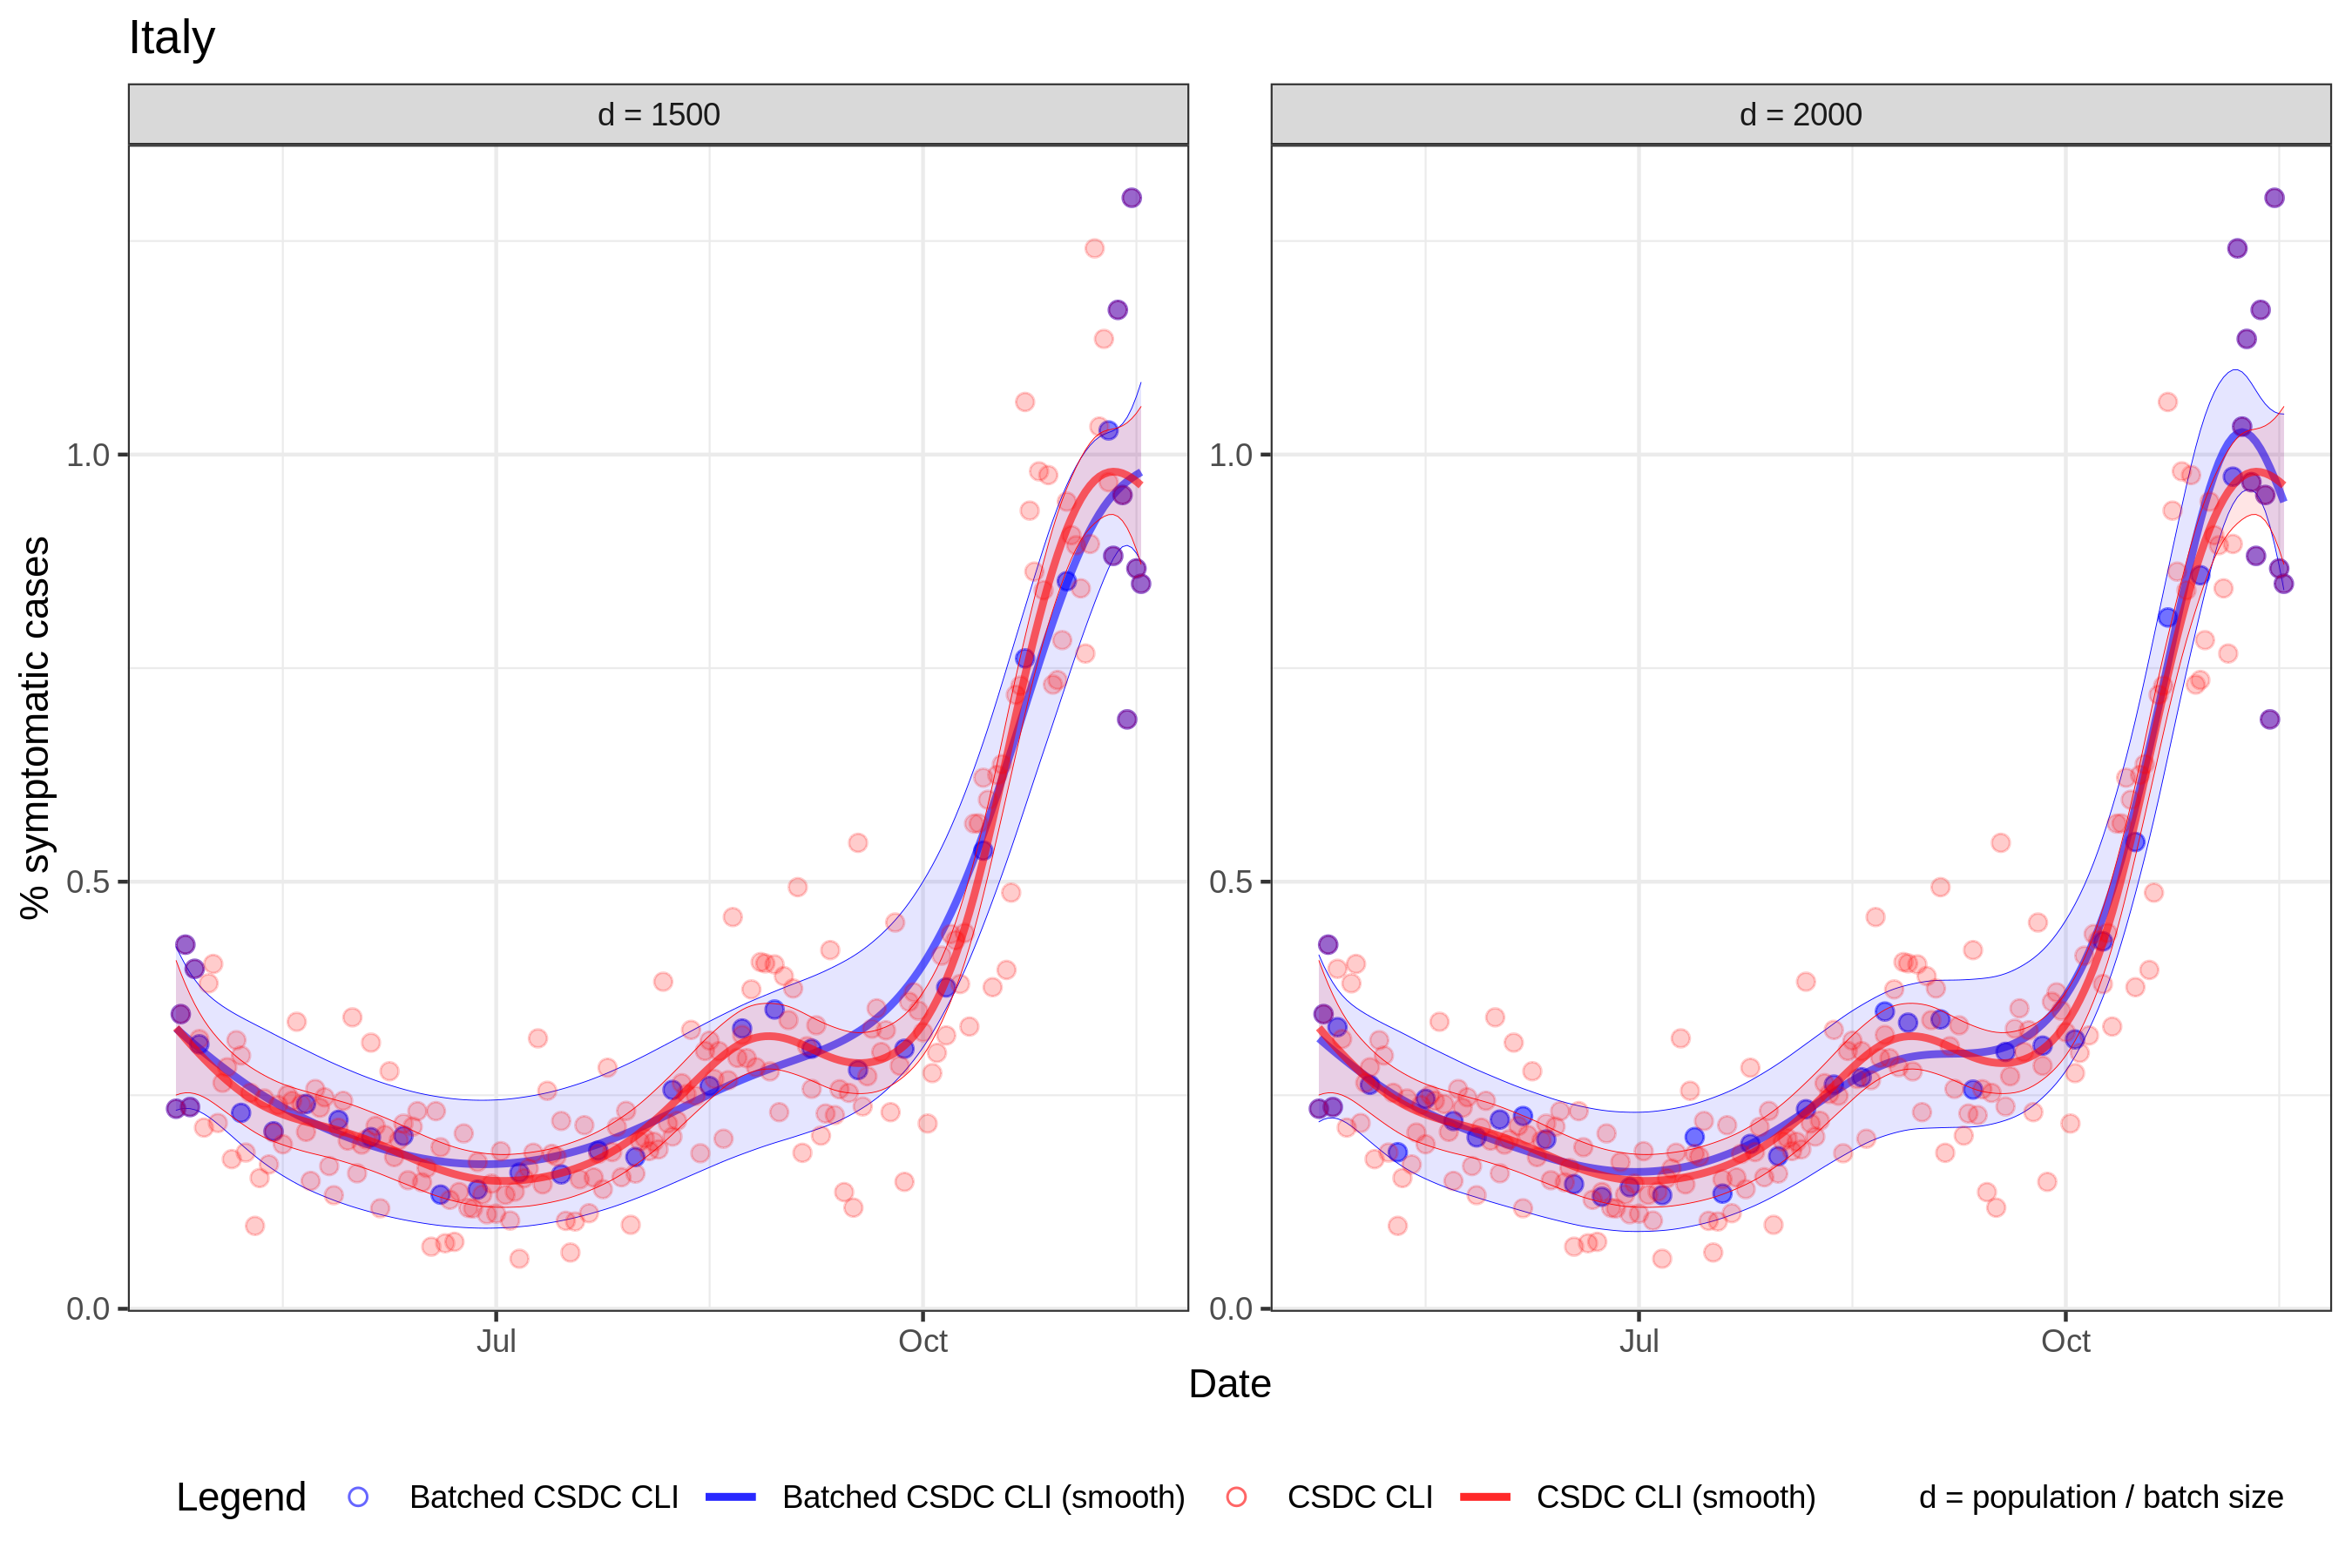 Italy
d = 1500
d = 2000
% symptomatic cases
1.0
0.5
0.0
1.0
0.5
0.0
Jul
Oct
Jul
Oct
Date
Legend
Batched CSDC CLI
Batched CSDC CLI (smooth)
CSDC CLI
CSDC CLI (smooth)
d = population / batch size